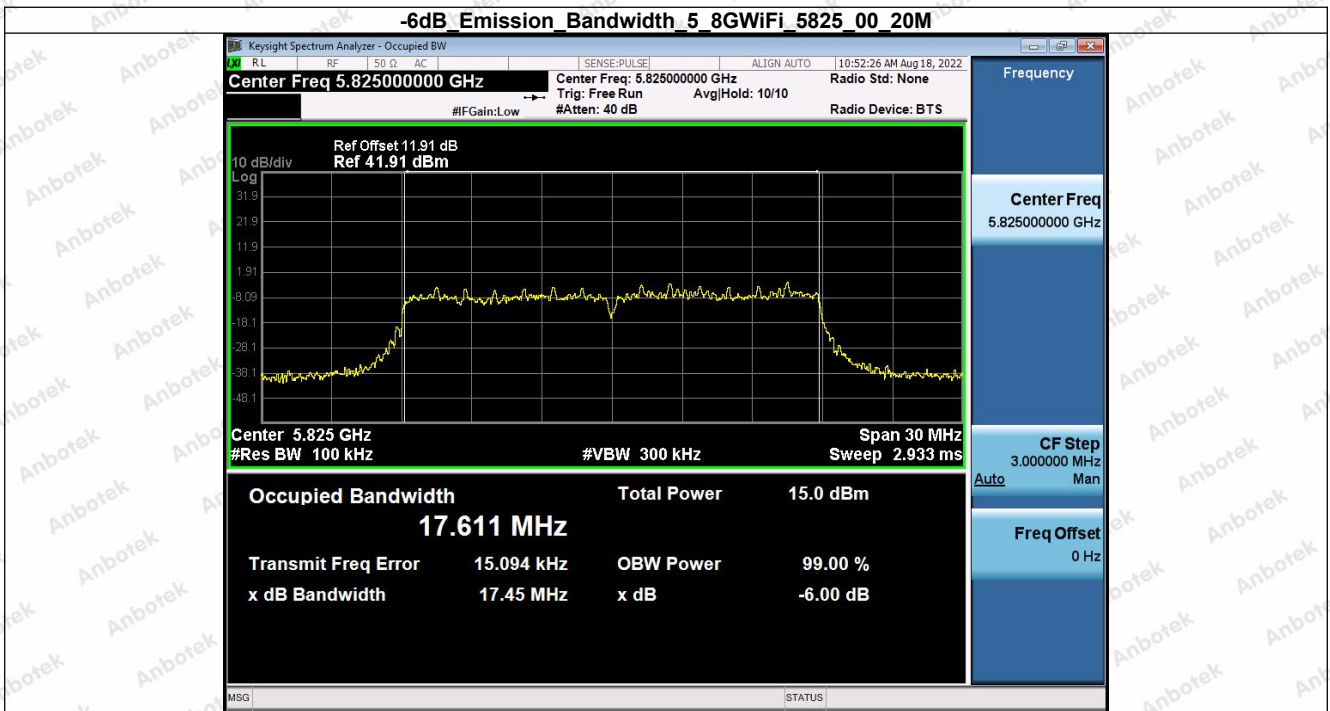 -6dB_Emission_Bandwidth_5_8GWiFi_5825_00_20M
Keysight Spectrum Analyzer - Occupied BW
LXI RL RF 50 Ω AC SENSE:PULSE ALIGN AUTO 10:52:26 AM Aug 18, 2022
Center Freq 5.825000000 GHz
Center Freq: 5.825000000 GHz Radio Std: None
Trig: Free Run Avg|Hold: 10/10
#IFGain:Low #Atten: 40 dB Radio Device: BTS
Ref Offset 11.91 dB
10 dB/div Ref 41.91 dBm
Log
31.9
21.9
11.9
1.91
-8.09
-18.1
-28.1
-38.1
-48.1
Center 5.825 GHz Span 30 MHz
#Res BW 100 kHz #VBW 300 kHz Sweep 2.933 ms
Occupied Bandwidth Total Power 15.0 dBm
17.611 MHz
Transmit Freq Error 15.094 kHz OBW Power 99.00 %
x dB Bandwidth 17.45 MHz x dB -6.00 dB
MSG STATUS
Frequency
Center Freq
5.825000000 GHz
CF Step
3.000000 MHz
Auto Man
Freq Offset
0 Hz
Anbotek